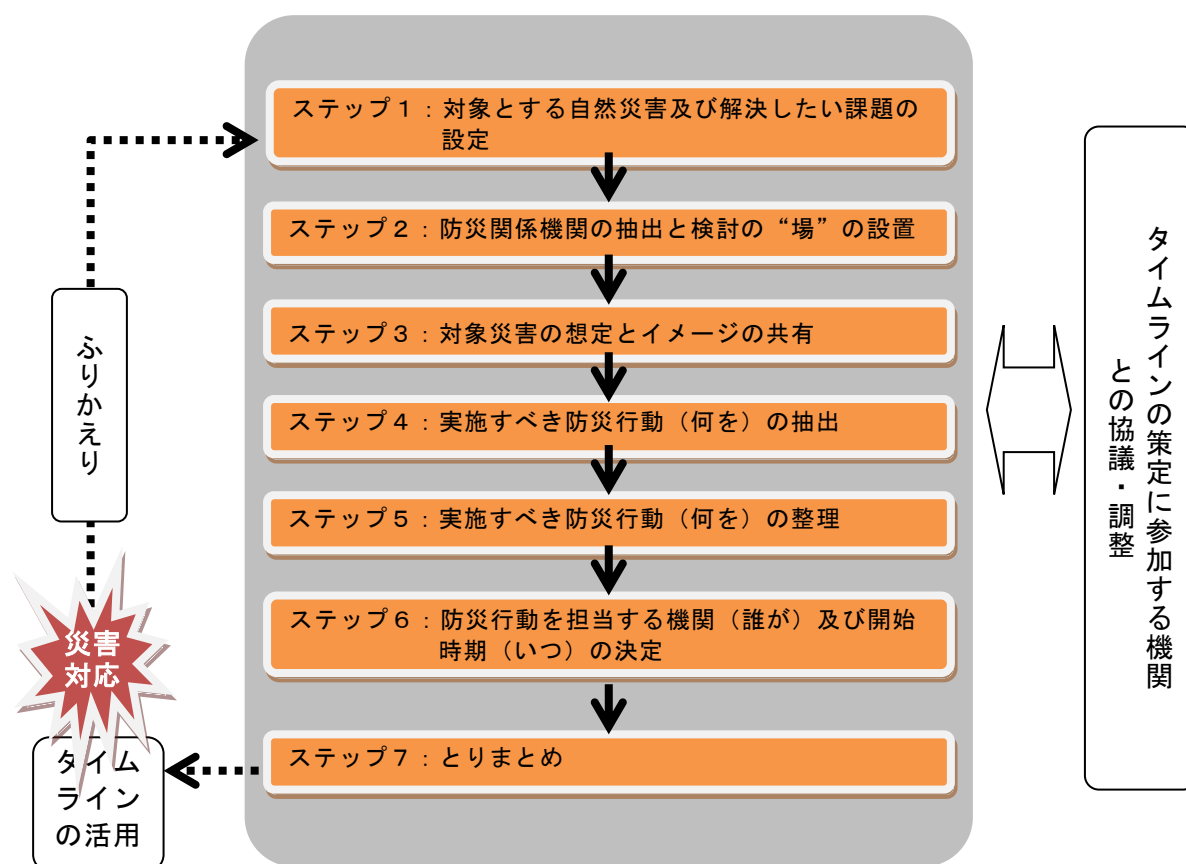 ステップ１：対象とする自然災害及び解決したい課題の
設定
ステップ２：防災関係機関の抽出と検討の“場”の設置
ステップ３：対象災害の想定とイメージの共有
ステップ４：実施すべき防災行動（何を）の抽出
ステップ５：実施すべき防災行動（何を）の整理
ステップ６：防災行動を担当する機関（誰が）及び開始
時期（いつ）の決定
ステップ７：とりまとめ
タイム
ライン
の活用
災害
対応
ふりかえり
タイムラインの策定に参加する機関
との協議・調整